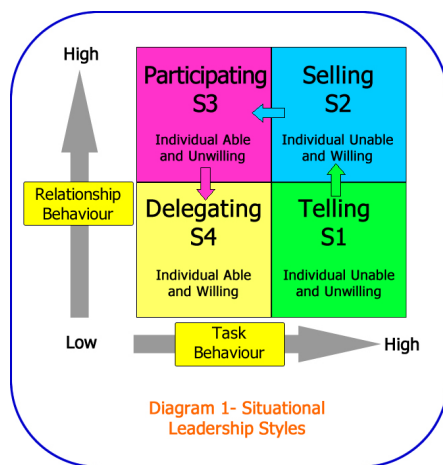 High
Participating
S3
Individual Able
and Unwilling
Selling
S2
Individual Unable
and Willing
Relationship
Behaviour
Delegating
S4
Individual Able
and Willing
Telling
S1
Individual Unable
and Unwilling
Low
Task
Behaviour
High
Diagram 1- Situational
Leadership Styles